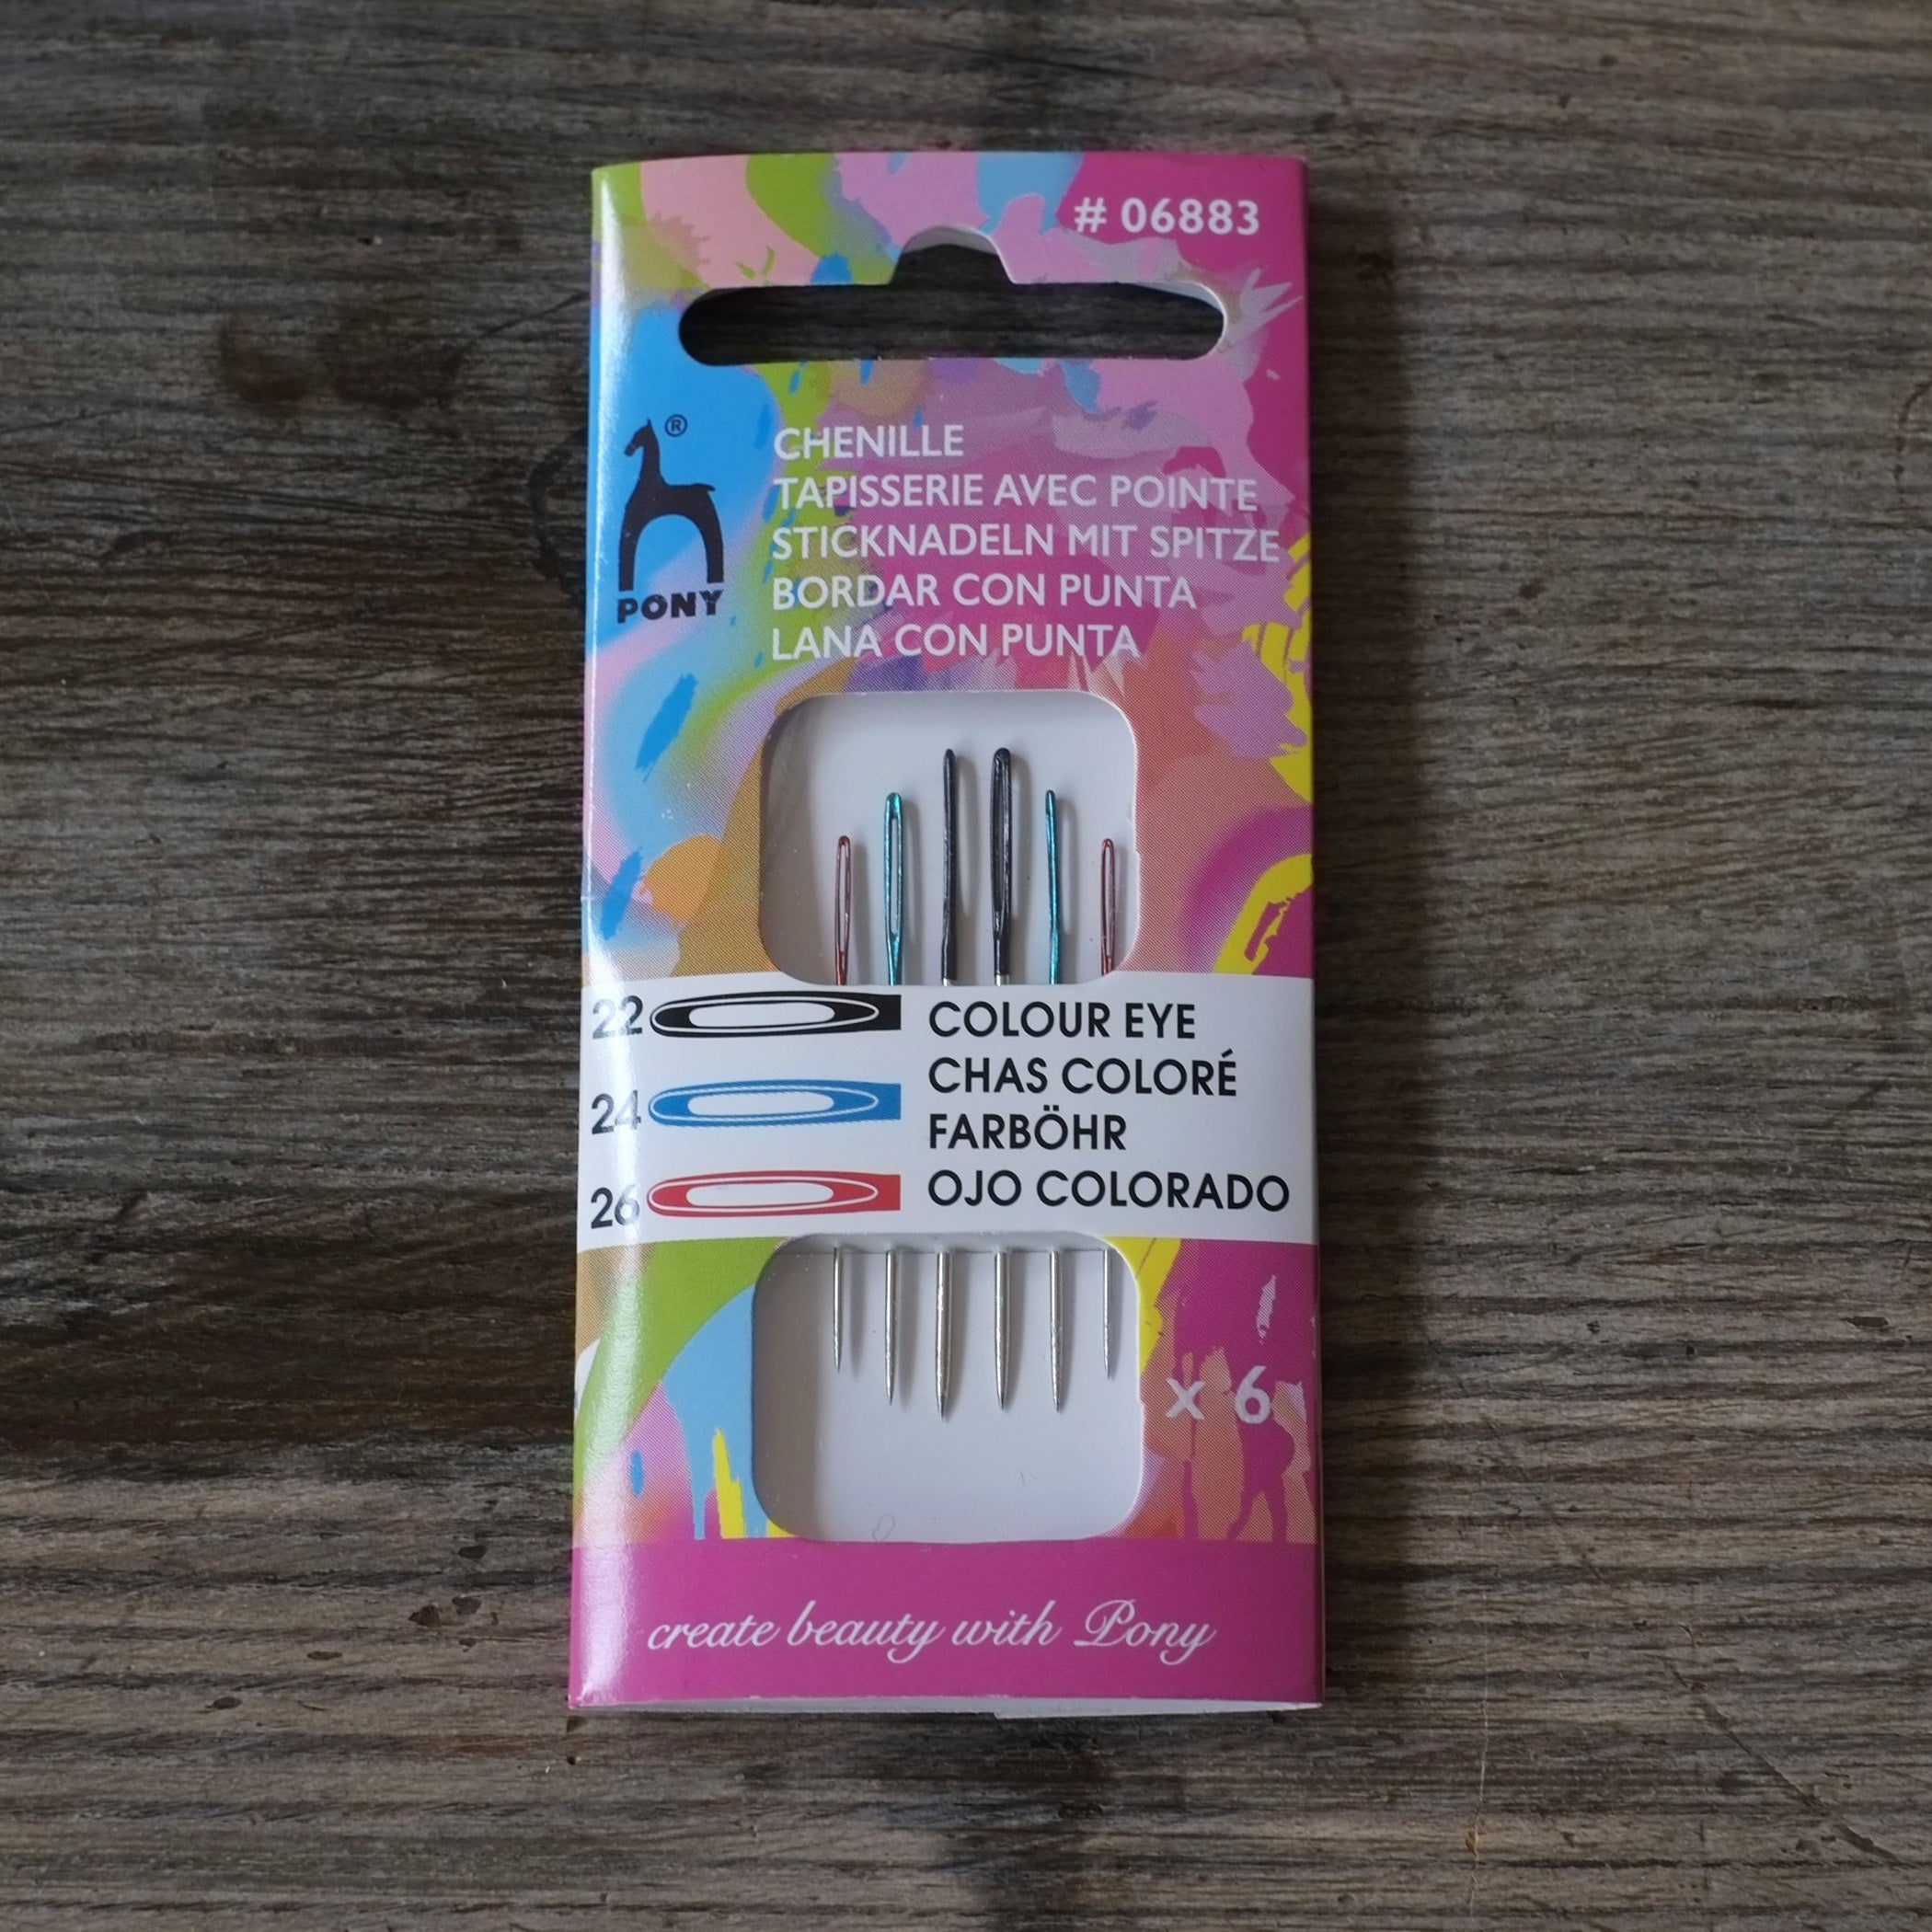 # 06883
®
PONY
CHENILLE
TAPISSERIE AVEC POINTE
STICKNADELN MIT SPITZE
BORDAR CON PUNTA
LANA CON PUNTA
22
24
26
COLOUR EYE
CHAS COLORÉ
FARBÖHR
OJO COLORADO
x 6
create beauty with Pony